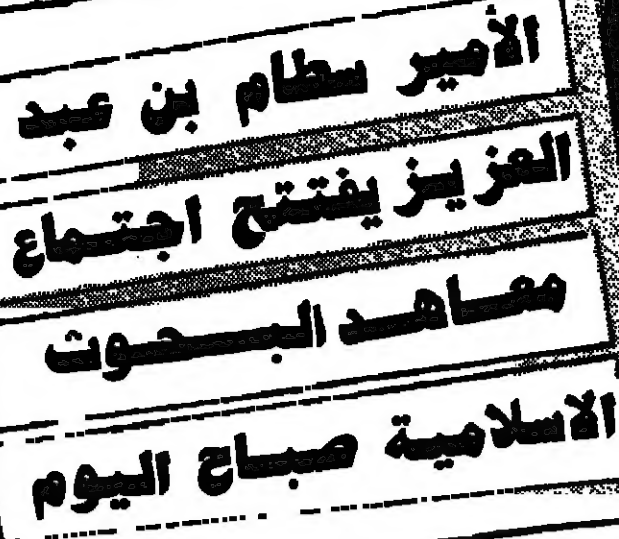 الأمير سطام بن عبد
العزيز يفتتح اجتماع
معاهد البحوث
الاسلامية صباح اليوم